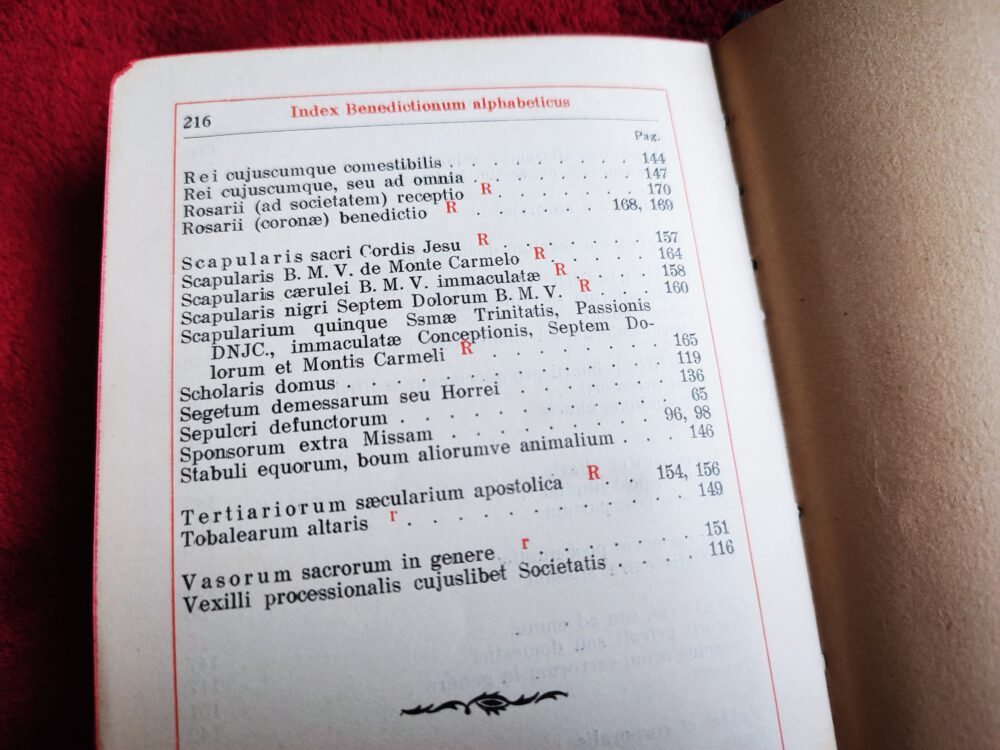 216 Index Benedictionum alphabeticus
Pag.
Rei cujuscumque comestibilis . . . . . . . . . 144
Rei cujuscumque, seu ad omnia . . . . . . . . 147
Rosarii (ad societatem) receptio R . . . . . . . 170
Rosarii (coronæ) benedictio R . . . . . . 168, 169
Scapularis sacri Cordis Jesu R . . . . . . . 157
Scapularis B. M. V. de Monte Carmelo R . . . . . 164
Scapularis cærulei B. M. V. immaculatæ R . . . . 158
Scapularis nigri Septem Dolorum B. M. V. R . . . 160
Scapularium quinque Ssmæ Trinitatis, Passionis
DNJC., immaculatæ Conceptionis, Septem Do-
lorum et Montis Carmeli R . . . . . . . . 165
Scholaris domus . . . . . . . . . . . . 119
Segetum demessarum seu Horrei . . . . . . . 136
Sepulcri defunctorum . . . . . . . . . . 65
Sponsorum extra Missam . . . . . . . . 96, 98
Stabuli equorum, boum aliorumve animalium . . . 146
Tertiariorum sæcularium apostolica R . . 154, 156
Tobalearum altaris r . . . . . . . . . . 149
Vasorum sacrorum in genere r . . . . . . . 151
Vexilli processionalis cujuslibet Societatis . . . . 116